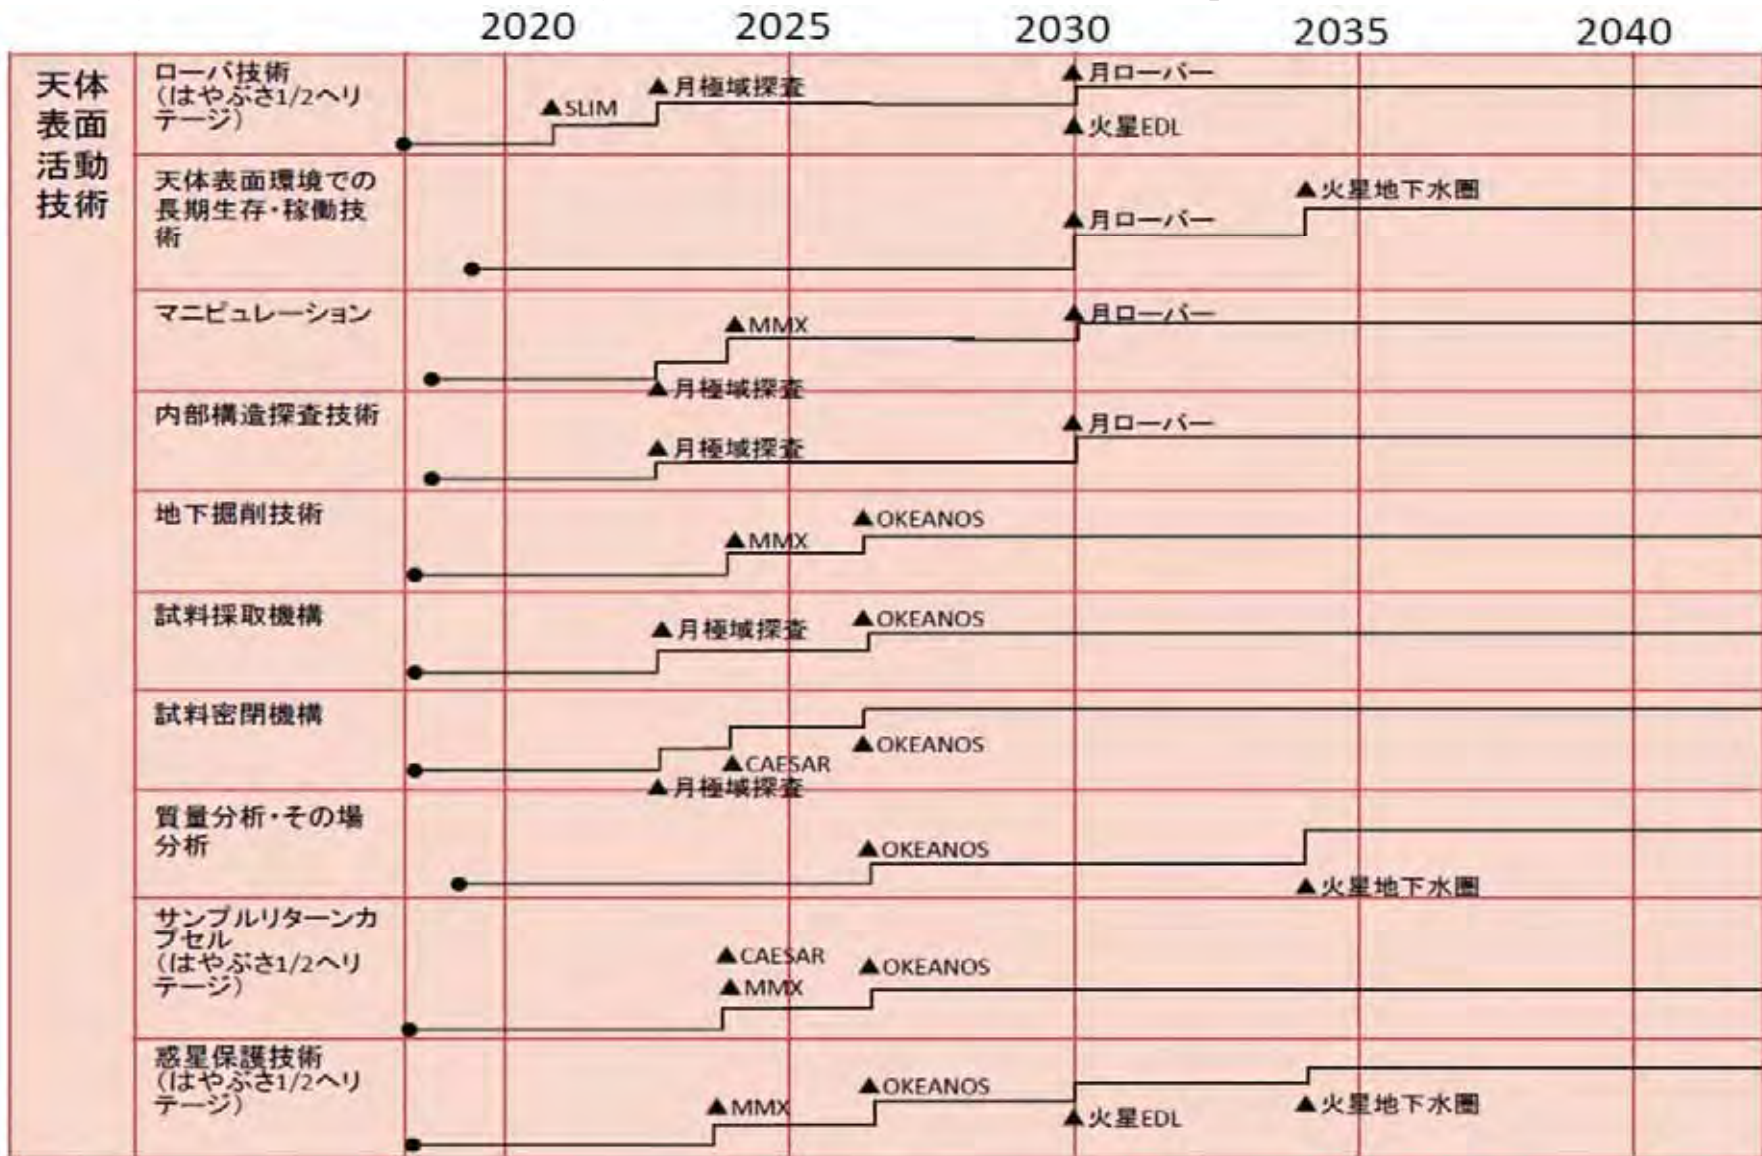 2020 2025 2030 2035 2040
天体
表面
活動
技術
ローバ技術
（はやぶさ1/2ヘリ
テージ）
▲SLIM
▲月極域探査
▲月ローバー
▲火星EDL
天体表面環境での
長期生存・稼働技
術
▲月ローバー
▲火星地下水圏
マニピュレーション
▲月極域探査
▲MMX
▲月ローバー
内部構造探査技術
▲月極域探査
▲月ローバー
地下掘削技術
▲MMX
▲OKEANOS
試料採取機構
▲月極域探査
▲OKEANOS
試料密閉機構
▲月極域探査
▲CAESAR
▲OKEANOS
質量分析・その場
分析
▲OKEANOS
▲火星地下水圏
サンプルリターンカ
プセル
（はやぶさ1/2ヘリ
テージ）
▲CAESAR
▲MMX
▲OKEANOS
惑星保護技術
（はやぶさ1/2ヘリ
テージ）
▲MMX
▲OKEANOS
▲火星EDL
▲火星地下水圏